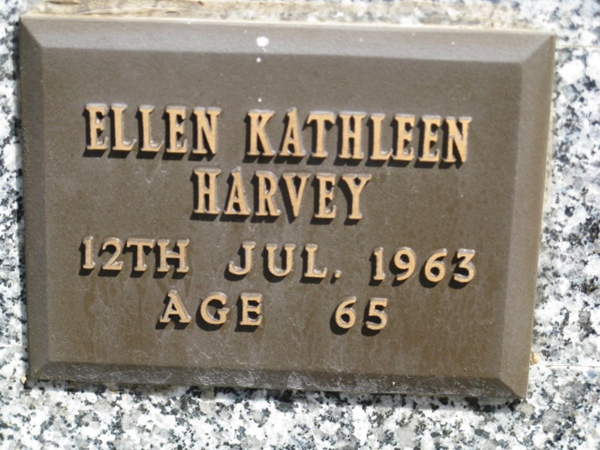 ELLEN KATHLEEN
HARVEY
12TH JUL. 1963
AGE 65